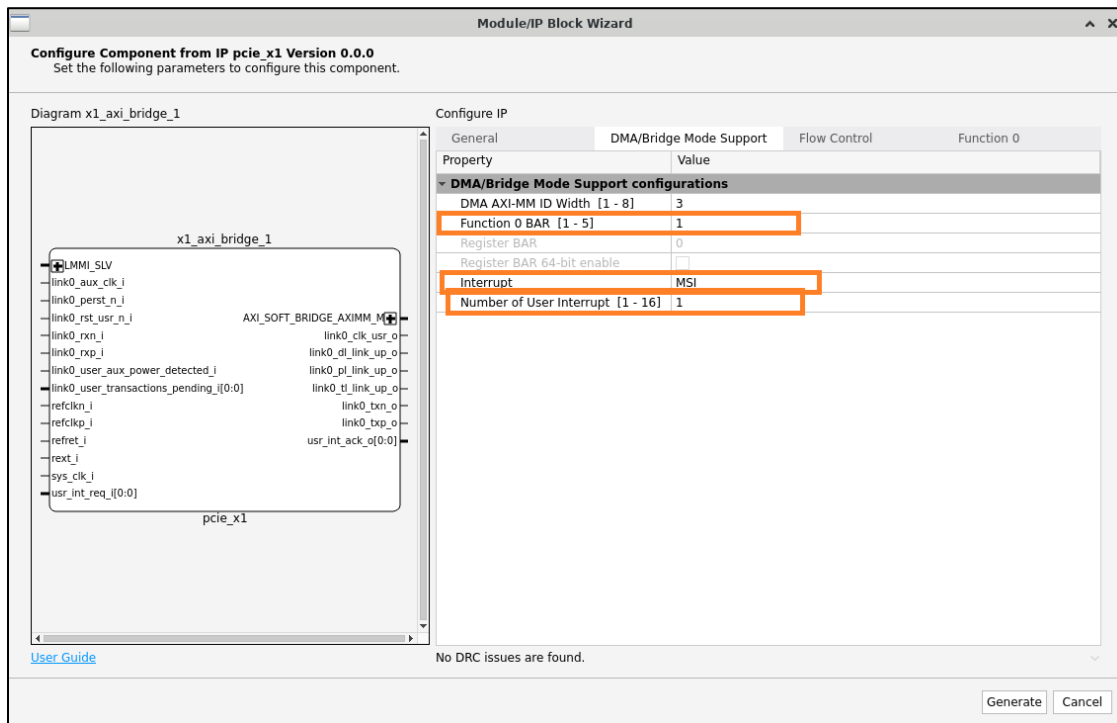 Module/IP Block Wizard
Configure Component from IP pcie_x1 Version 0.0.0
Set the following parameters to configure this component.
Diagram x1_axi_bridge_1
x1_axi_bridge_1
LMMI_SLV
link0_aux_clk_i
link0_perst_n_i
link0_rst_usr_n_i
link0_rxn_i
link0_rxp_i
link0_user_aux_power_detected_i
link0_user_transactions_pending_i[0:0]
refclkn_i
refclkp_i
refret_i
rext_i
sys_clk_i
usr_int_req_i[0:0]
AXI_SOFT_BRIDGE_AXIMM_M
link0_clk_usr_o
link0_dl_link_up_o
link0_pl_link_up_o
link0_tl_link_up_o
link0_txn_o
link0_txp_o
usr_int_ack_o[0:0]
pcie_x1
User Guide
Configure IP
General DMA/Bridge Mode Support Flow Control Function 0
Property Value
DMA/Bridge Mode Support configurations
DMA AXI-MM ID Width [1 - 8] 3
Function 0 BAR [1 - 5] 1
Register BAR 0
Register BAR 64-bit enable
Interrupt MSI
Number of User Interrupt [1 - 16] 1
No DRC issues are found.
Generate Cancel